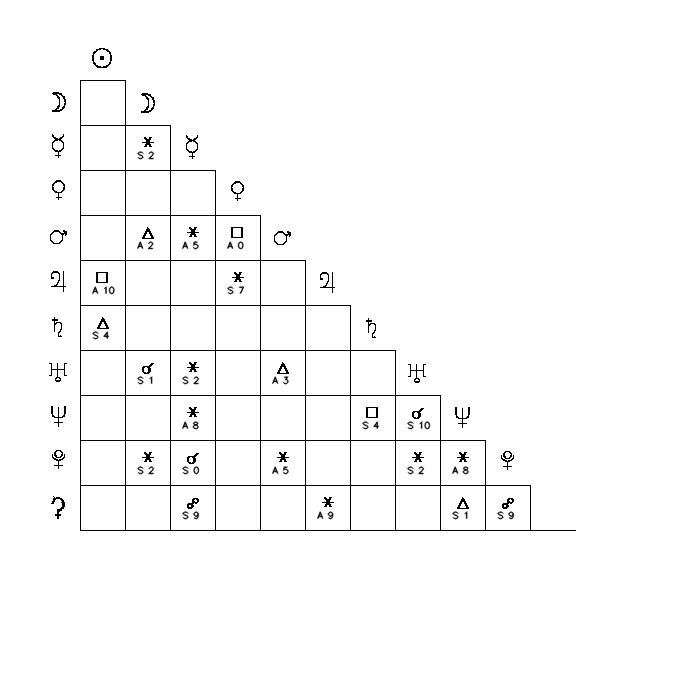 ☉
☽ ☽
☿ ⚹ ☿
S 2
♀ ♀
♂ △ ⚹ □ ♂
A 2 A 5 A 0
♃ □ ⚹ ♃
A 10 S 7
♄ △ ♄
S 4
♅ ☌ ⚹ △ ♅
S 1 S 2 A 3
♆ ⚹ □ ☌ ♆
A 8 S 4 S 10
♇ ⚹ ☌ ⚹ ⚹ ⚹ ♇
S 2 S 0 A 5 S 2 A 8
⚳ ☍ ⚹ △ ☍
S 9 A 9 S 1 S 9